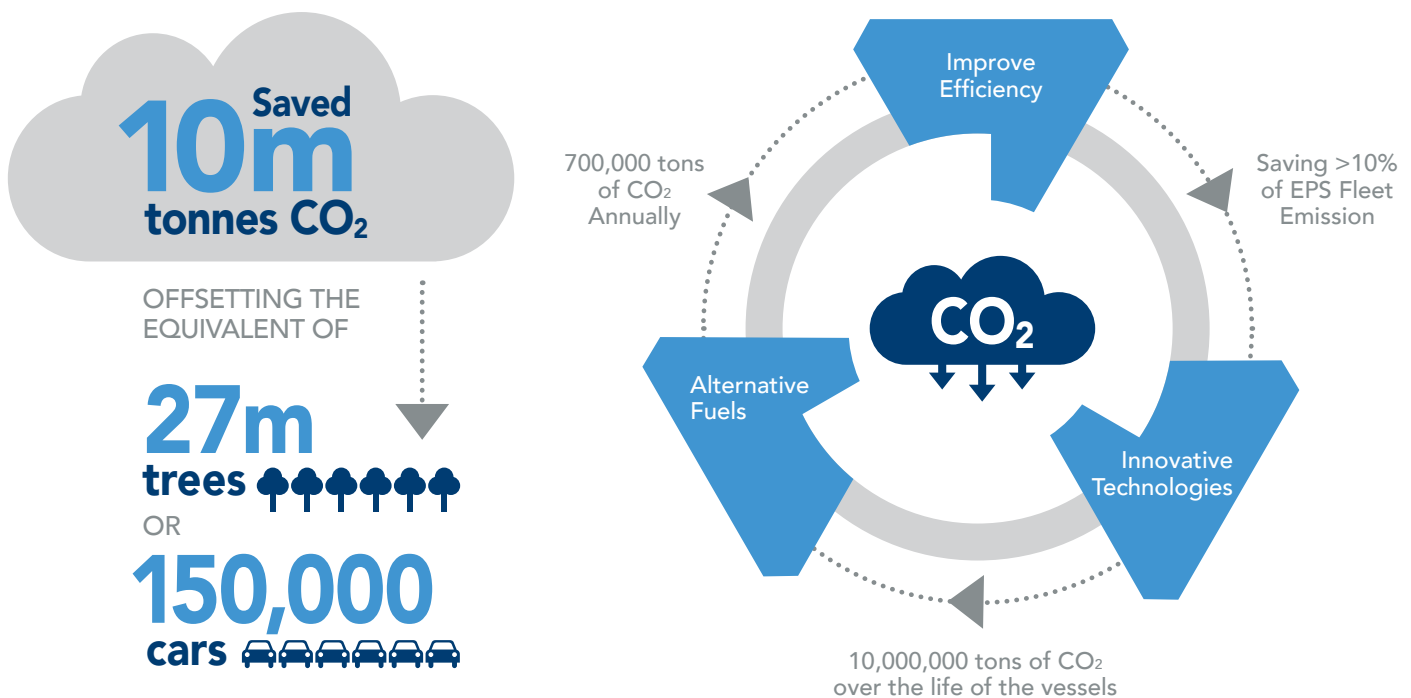 Saved
10m
tonnes CO₂
OFFSETTING THE
EQUIVALENT OF
27m
trees
OR
150,000
cars
Improve
Efficiency
700,000 tons
of CO₂
Annually
Saving >10%
of EPS Fleet
Emission
CO₂
Alternative
Fuels
Innovative
Technologies
10,000,000 tons of CO₂
over the life of the vessels